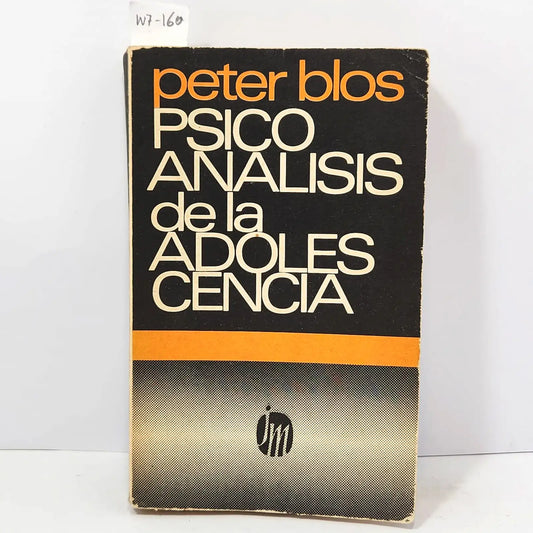 W7-160
peter blos
PSICO
ANALISIS
de la
ADOLES
CENCIA
jm